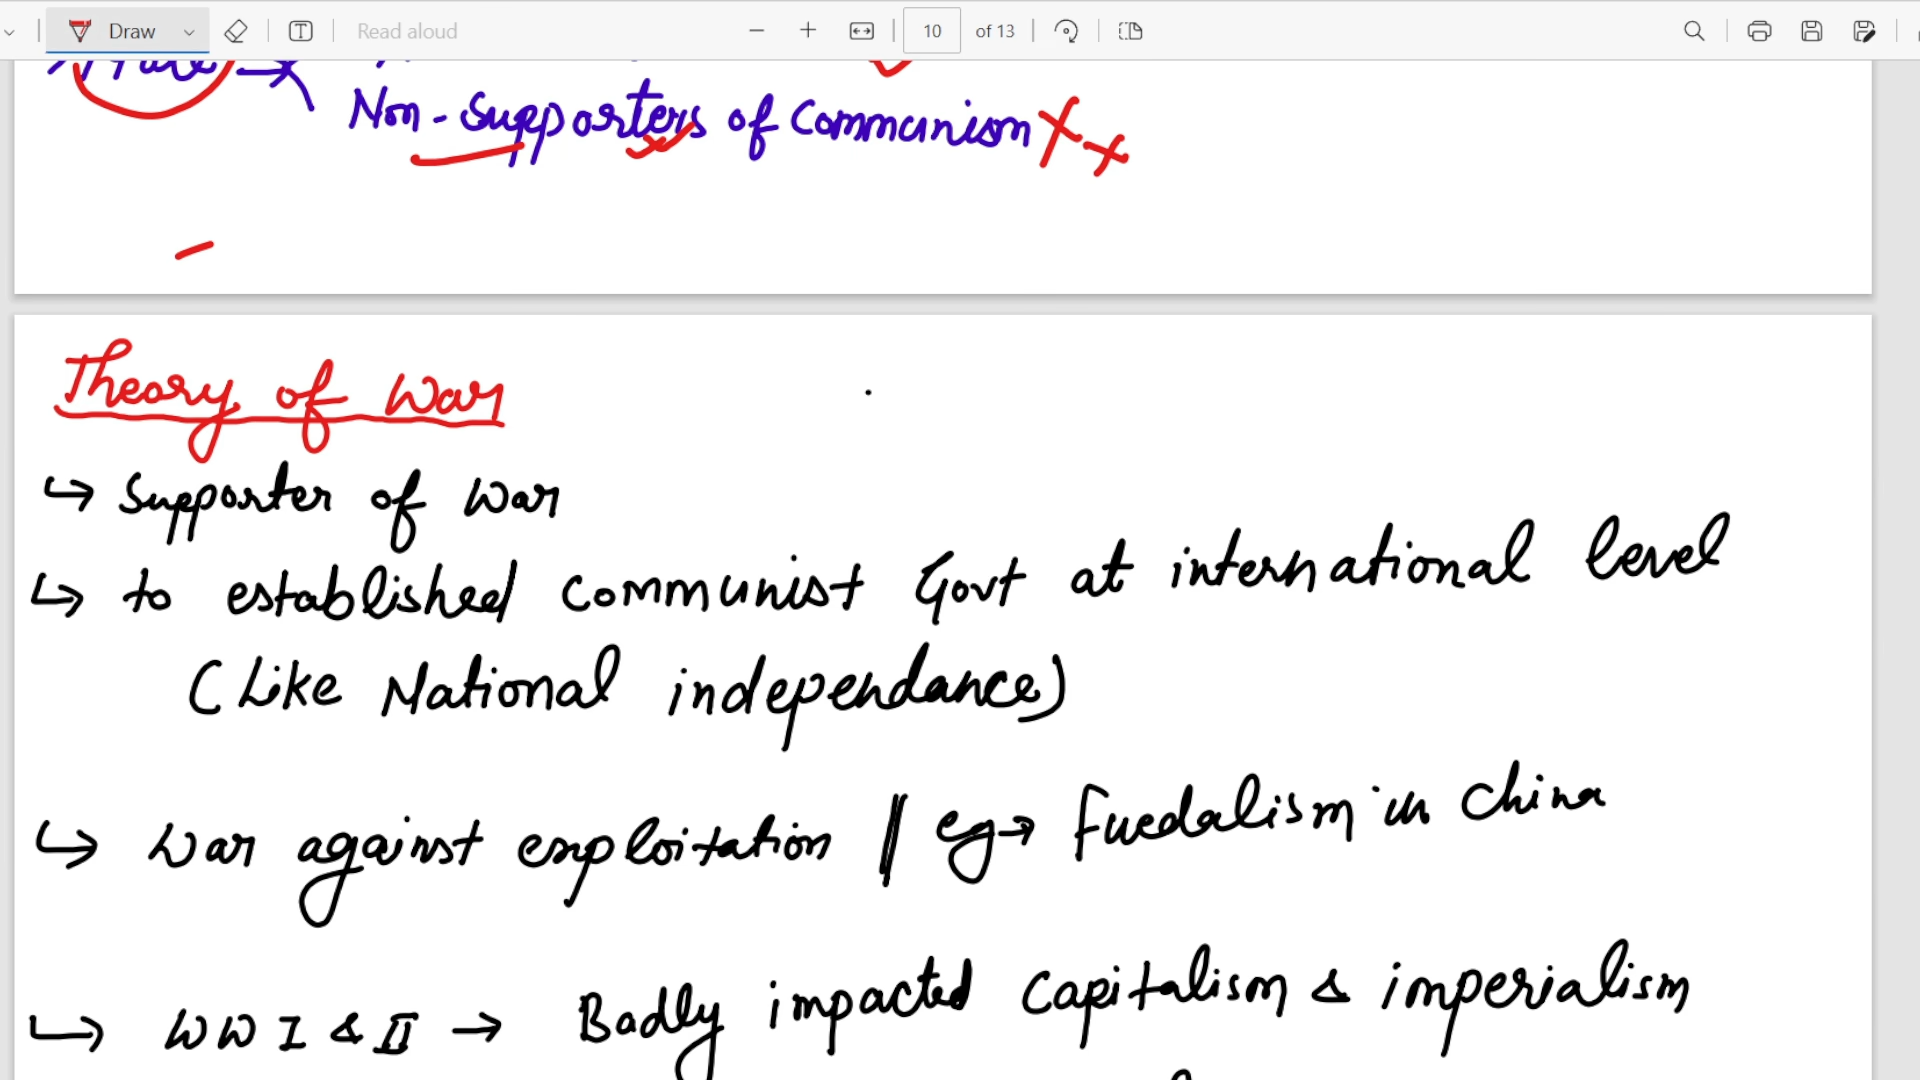 Draw
Read aloud
10 of 13
Non-Supporters of Communism
Theory of War
↳ Supporter of War
↳ to established communist Govt at international level
(Like National independance)
↳ War against exploitation // eg → Fuedalism in China
↳ WW I & II → Badly impacted Capitalism & imperialism